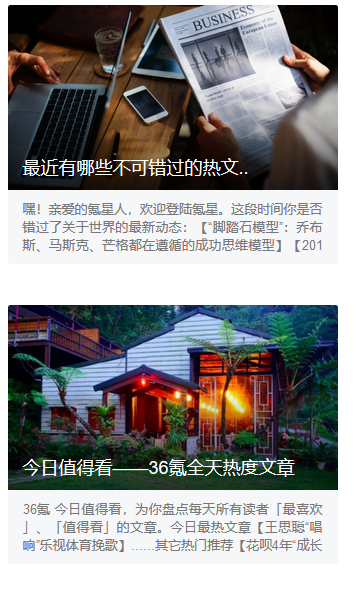 BUSINESS
Economy of the
European Union
最近有哪些不可错过的热文..
嘿！亲爱的氪星人，欢迎登陆氪星。这段时间你是否
错过了关于世界的最新动态：【“脚踏石模型”：乔布
斯、马斯克、芒格都在遵循的成功思维模型】【201
今日值得看——36氪全天热度文章
36氪 今日值得看，为你盘点每天所有读者「最喜欢
」、「值得看」的文章。今日最热文章【王思聪“唱
响”乐视体育挽歌】……其它热门推荐【花呗4年“成长